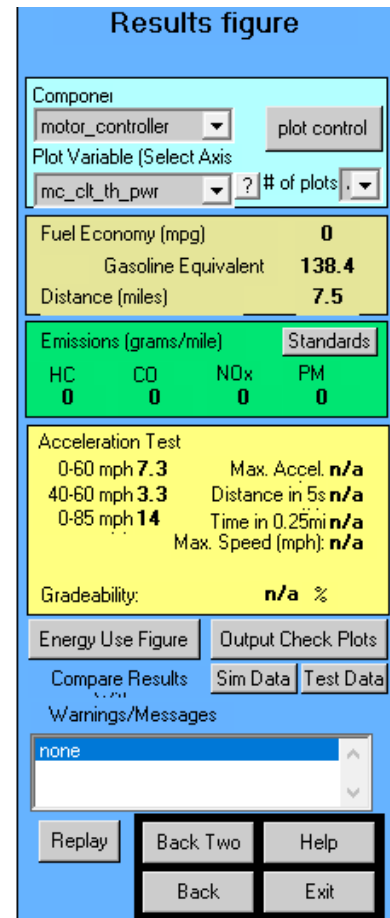 Results figure
Componer
motor_controller
plot control
Plot Variable (Select Axis
mc_clt_th_pwr ? # of plots
Fuel Economy (mpg) 0
Gasoline Equivalent 138.4
Distance (miles) 7.5
Emissions (grams/mile) Standards
HC CO NOx PM
0 0 0 0
Acceleration Test
0-60 mph 7.3 Max. Accel. n/a
40-60 mph 3.3 Distance in 5s n/a
0-85 mph 14 Time in 0.25mi n/a
Max. Speed (mph): n/a
Gradeability: n/a %
Energy Use Figure Output Check Plots
Compare Results Sim Data Test Data
Warnings/Messages
none
Replay Back Two Help
Back Exit